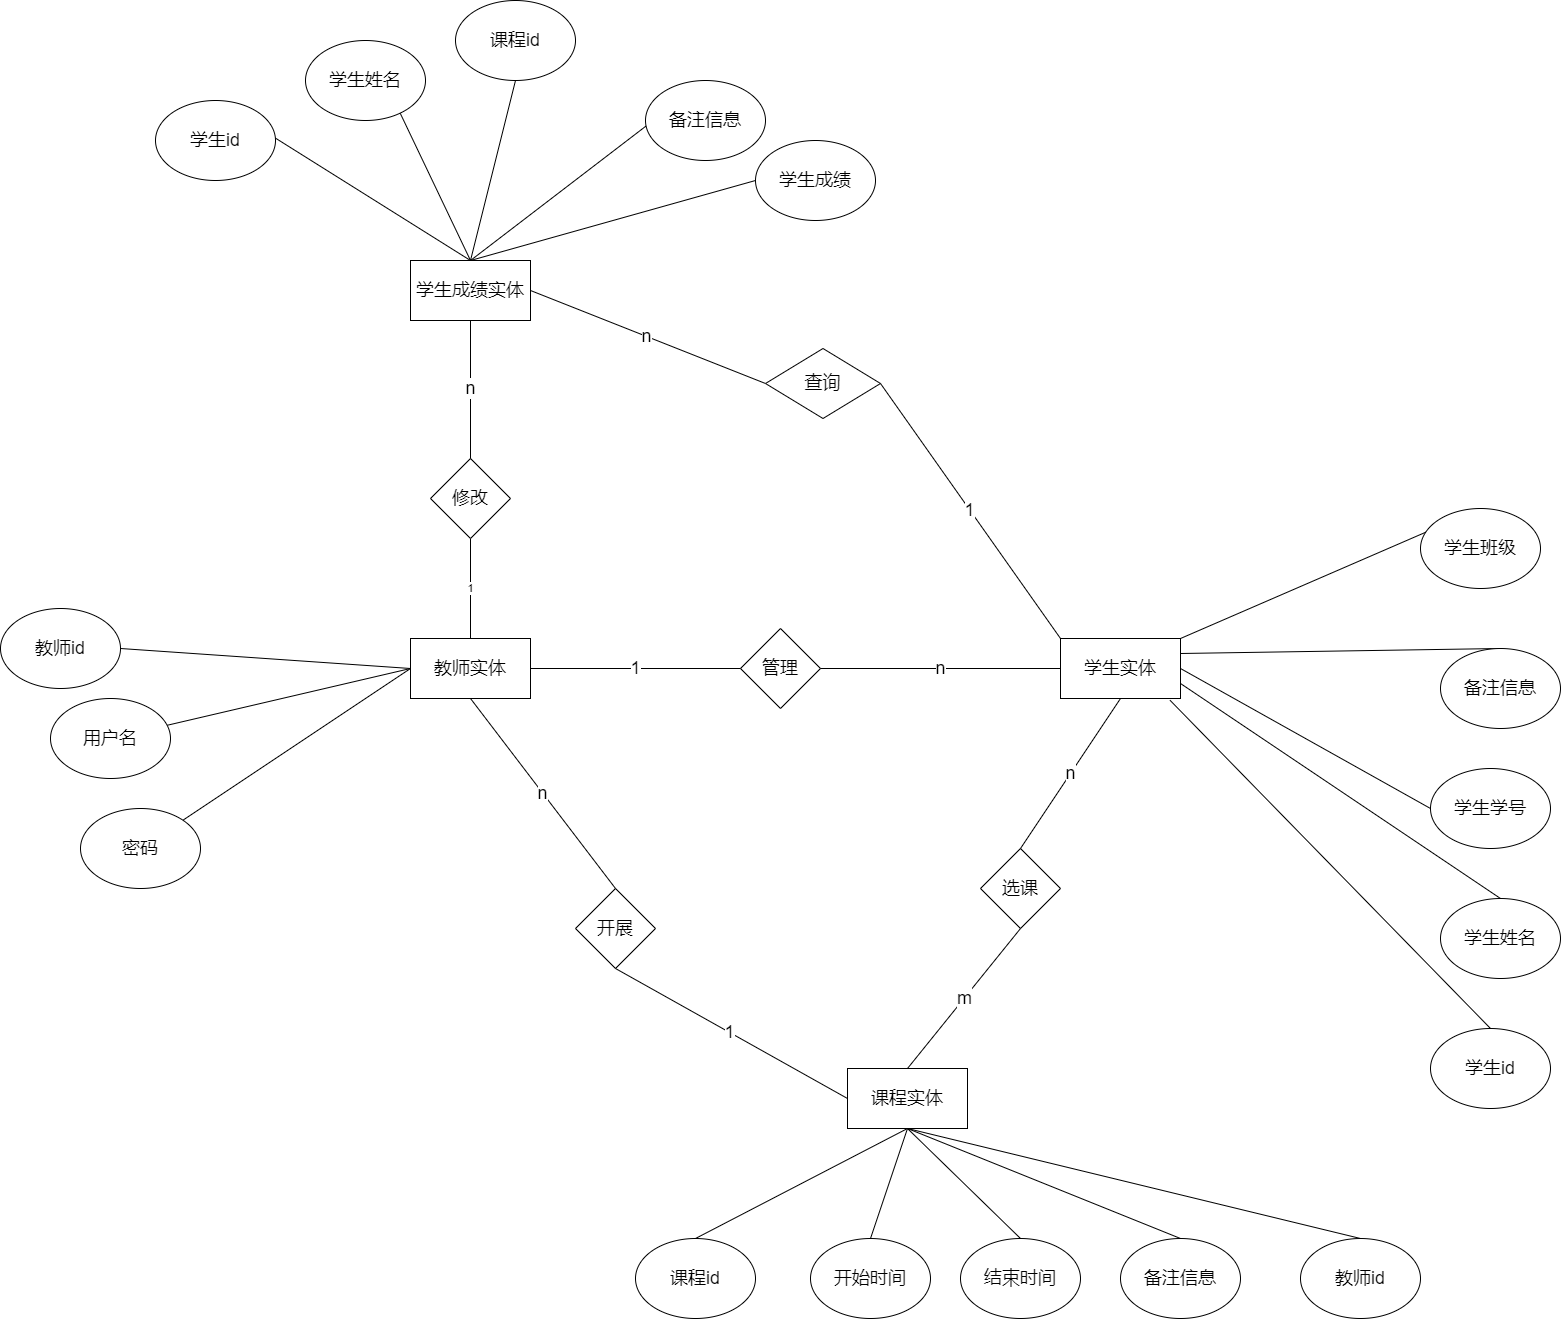 课程id
学生姓名
备注信息
学生id
学生成绩
学生成绩实体
n
查询
n
修改
1
学生班级
1
教师id
教师实体
1
管理
n
学生实体
备注信息
用户名
n
n
学生学号
密码
选课
开展
学生姓名
m
1
学生id
课程实体
课程id
开始时间
结束时间
备注信息
教师id